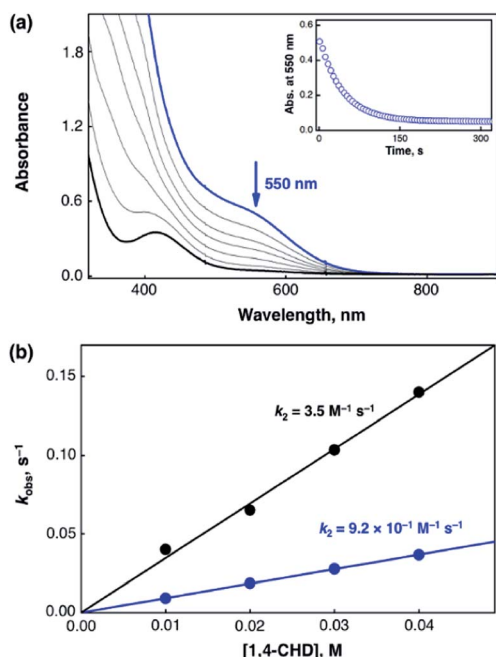 (a)
2.1
1.8
1.2
0.6
0.0
Absorbance
550 nm
400
600
800
Wavelength, nm
0.6
0.4
0.2
0.0
Abs. at 550 nm
0
150
300
Time, s
(b)
0.15
0.10
0.05
0.00
kobs, s⁻¹
k₂ = 3.5 M⁻¹ s⁻¹
k₂ = 9.2 × 10⁻¹ M⁻¹ s⁻¹
0.00
0.01
0.02
0.03
0.04
[1,4-CHD], M